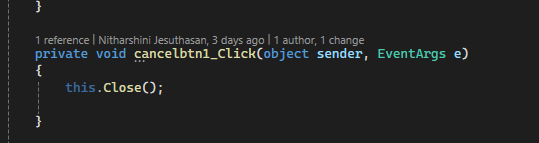 }
1 reference | Nitharshini Jesuthasan, 3 days ago | 1 author, 1 change
private void cancelbtn1_Click(object sender, EventArgs e)
{
this.Close();
}